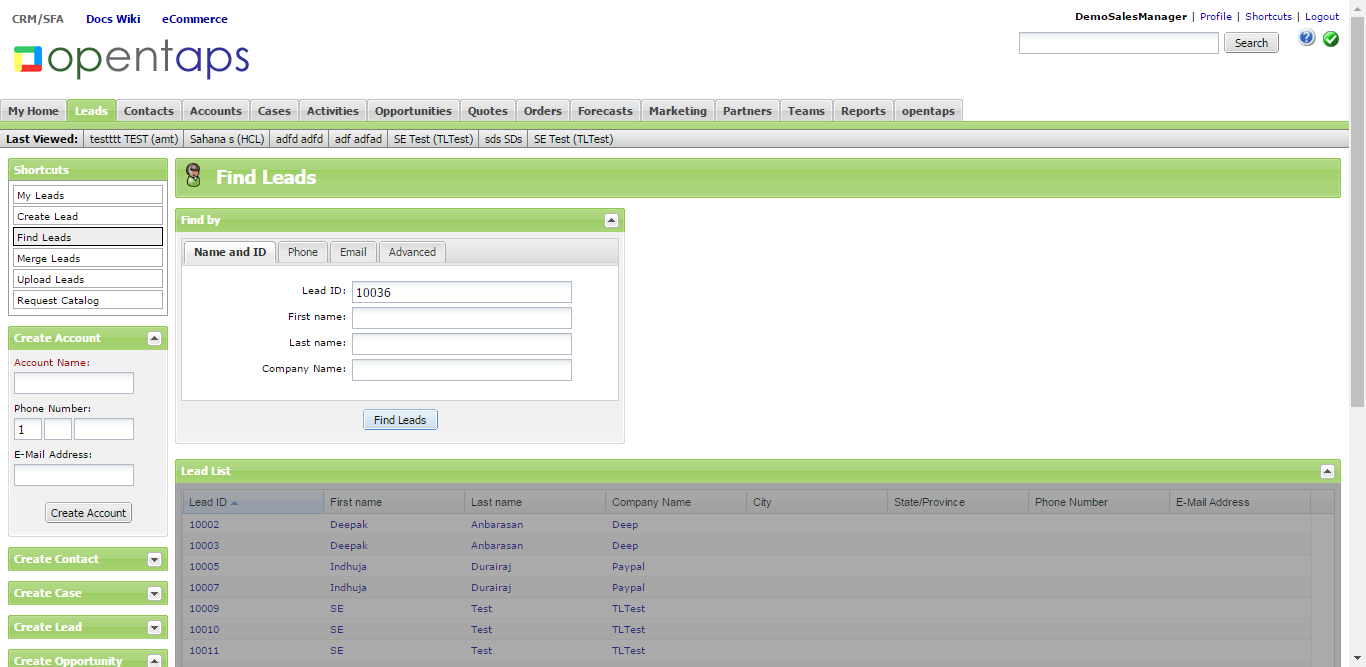 CRM/SFA Docs Wiki eCommerce
DemoSalesManager | Profile | Shortcuts | Logout
opentaps
Search
?
My Home Leads Contacts Accounts Cases Activities Opportunities Quotes Orders Forecasts Marketing Partners Teams Reports opentaps
Last Viewed: testttt TEST (amt) Sahana s (HCL) adfd adfd adf adfad SE Test (TLTest) sds SDs SE Test (TLTest)
Shortcuts
My Leads
Create Lead
Find Leads
Merge Leads
Upload Leads
Request Catalog
Create Account
Account Name:
Phone Number:
1
E-Mail Address:
Create Account
Create Contact
Create Case
Create Lead
Create Opportunity
Find Leads
Find by
Name and ID Phone Email Advanced
Lead ID: 10036
First name:
Last name:
Company Name:
Find Leads
Lead List
Lead ID First name Last name Company Name City State/Province Phone Number E-Mail Address
10002 Deepak Anbarasan Deep
10003 Deepak Anbarasan Deep
10005 Indhuja Durairaj Paypal
10007 Indhuja Durairaj Paypal
10009 SE Test TLTest
10010 SE Test TLTest
10011 SE Test TLTest